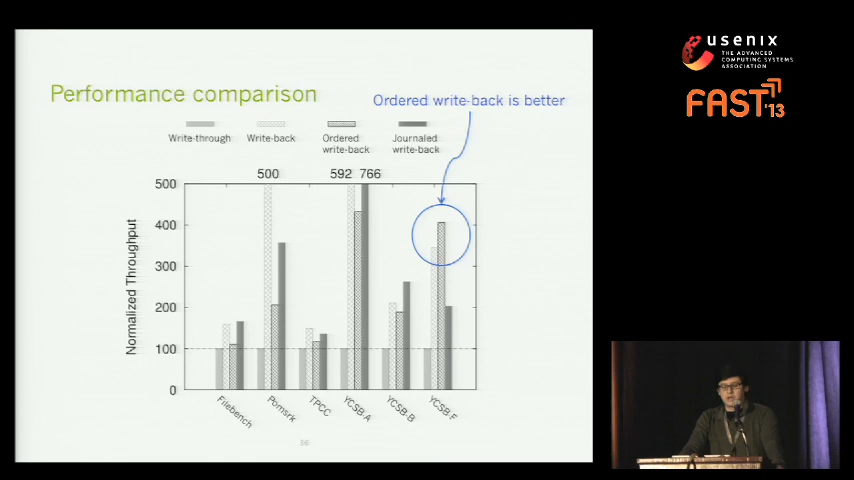 Performance comparison
Ordered write-back is better
Write-through
Write-back
Ordered
write-back
Journaled
write-back
500
592
766
Normalized Throughput
500
400
300
200
100
0
Filebench
Pomsrk
TPCC
YCSB-A
YCSB-B
YCSB-F
56
usenix
THE ADVANCED
COMPUTING SYSTEMS
ASSOCIATION
FAST'13